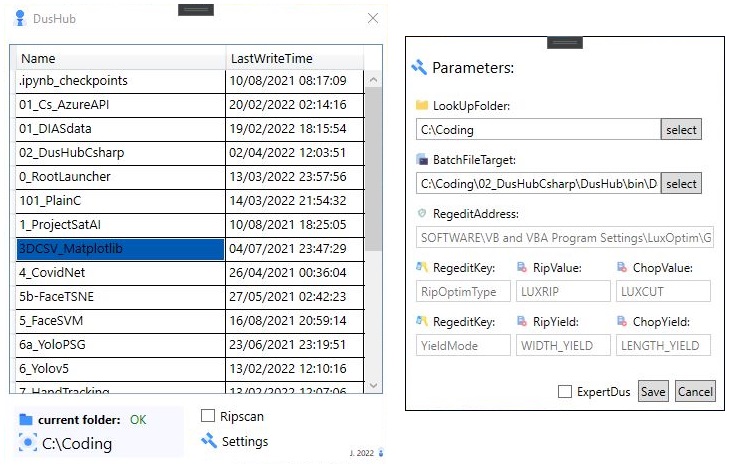 DusHub
Name LastWriteTime
.ipynb_checkpoints 10/08/2021 08:17:09
01_Cs_AzureAPI 20/02/2022 02:14:16
01_DIASdata 19/02/2022 18:15:54
02_DusHubCsharp 02/04/2022 12:03:51
0_RootLauncher 13/03/2022 23:57:56
101_PlainC 14/03/2022 21:54:32
1_ProjectSatAI 10/08/2021 18:25:05
3DCSV_Matplotlib 04/07/2021 23:47:29
4_CovidNet 26/04/2021 00:36:04
5b-FaceTSNE 27/05/2021 02:42:23
5_FaceSVM 16/08/2021 20:59:14
6a_YoloPSG 23/06/2021 23:19:51
6_Yolov5 13/02/2022 12:10:16
7_HandTracking 13/02/2022 12:07:06
current folder: OK
C:\Coding
Ripscan
Settings
J. 2022
Parameters:
LookUpFolder:
C:\Coding select
BatchFileTarget:
C:\Coding\02_DusHubCsharp\DusHub\bin\D select
RegeditAddress:
SOFTWARE\VB and VBA Program Settings\LuxOptim\G
RegeditKey: RipValue: ChopValue:
RipOptimType LUXRIP LUXCUT
RegeditKey: RipYield: ChopYield:
YieldMode WIDTH_YIELD LENGTH_YIELD
ExpertDus Save Cancel